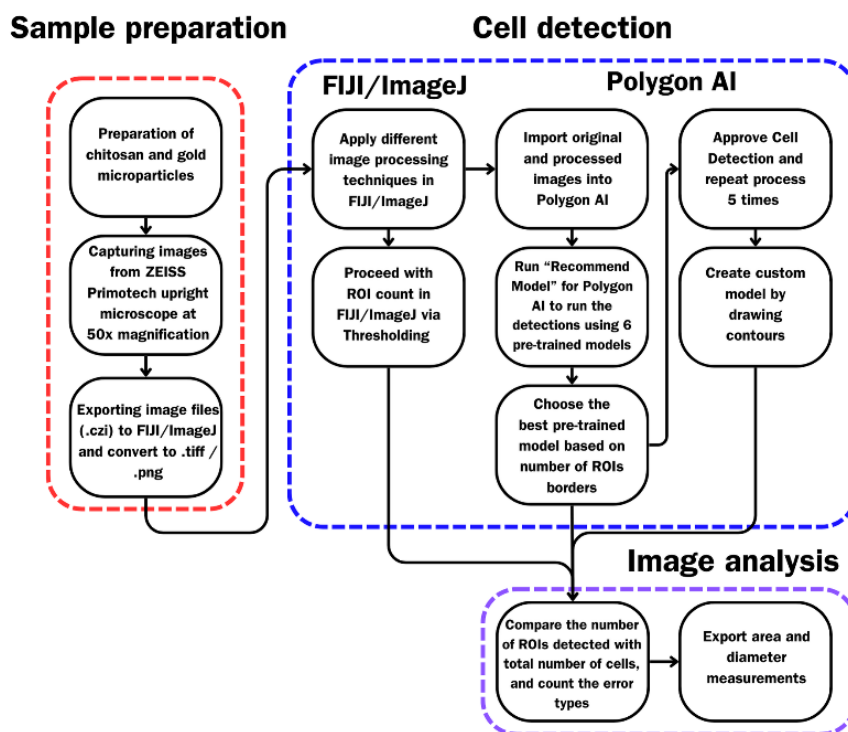 Sample preparation
Cell detection
FIJI/ImageJ
Polygon AI
Preparation of
chitosan and gold
microparticles
Capturing images
from ZEISS
Primotech upright
microscope at
50x magnification
Exporting image files
(.czi) to FIJI/ImageJ
and convert to .tiff /
.png
Apply different
image processing
techniques in
FIJI/ImageJ
Proceed with
ROI count in
FIJI/ImageJ via
Thresholding
Import original
and processed
images into
Polygon AI
Run “Recommend
Model” for Polygon
AI to run the
detections using 6
pre-trained models
Choose the
best pre-trained
model based on
number of ROIs
borders
Approve Cell
Detection and
repeat process
5 times
Create custom
model by
drawing
contours
Image analysis
Compare the number
of ROIs detected with
total number of cells,
and count the error
types
Export area and
diameter
measurements